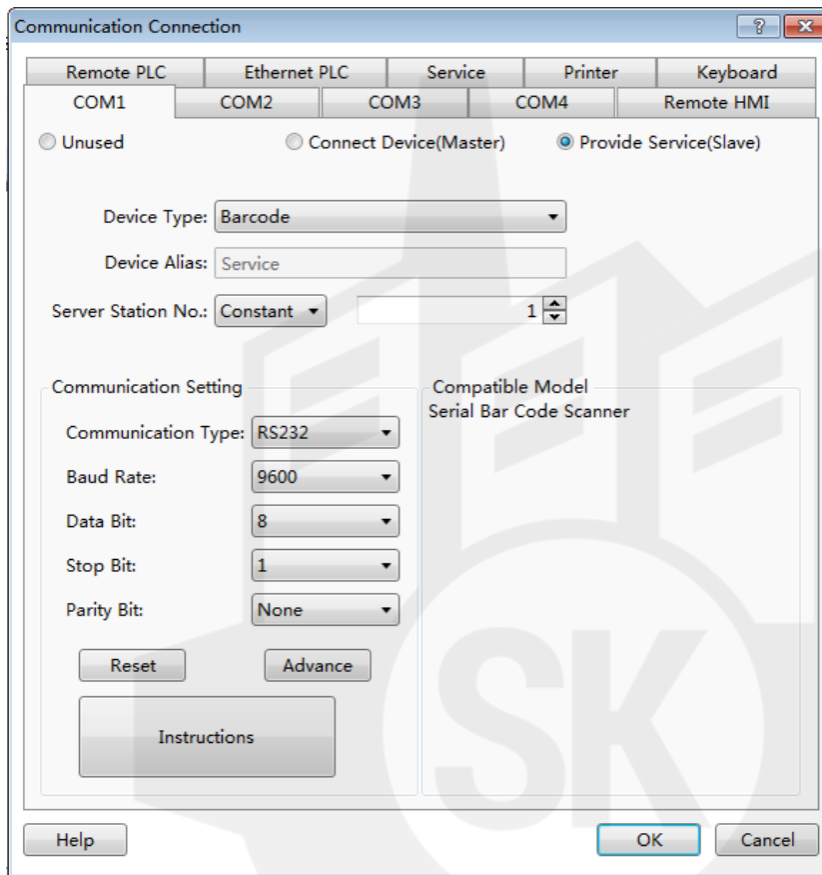 Communication Connection
Remote PLC Ethernet PLC Service Printer Keyboard
COM1 COM2 COM3 COM4 Remote HMI
Unused Connect Device(Master) Provide Service(Slave)
Device Type: Barcode
Device Alias: Service
Server Station No.: Constant 1
Communication Setting Compatible Model
Serial Bar Code Scanner
Communication Type: RS232
Baud Rate: 9600
Data Bit: 8
Stop Bit: 1
Parity Bit: None
Reset Advance
Instructions
SK
Help OK Cancel